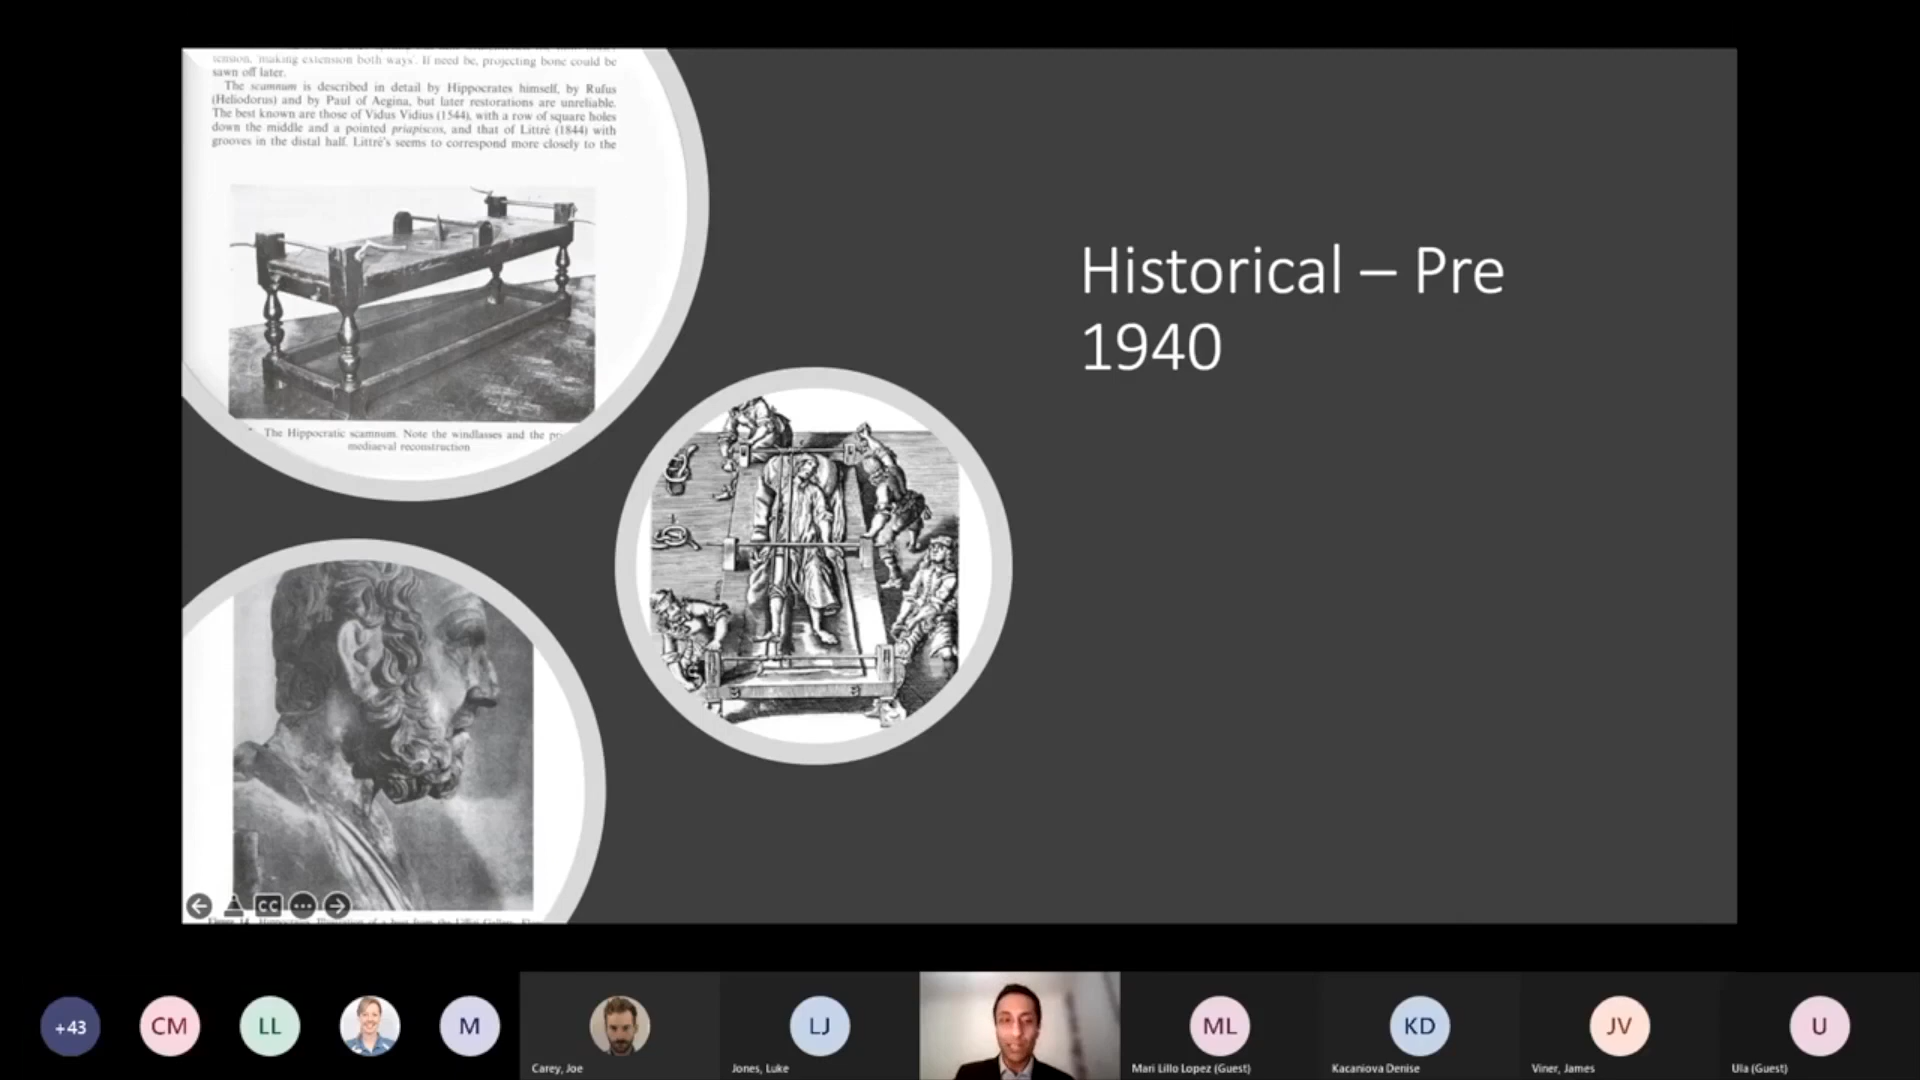 tension, making extension both ways'. If need be, projecting bone could be
sawn off later.
The scamnum is described in detail by Hippocrates himself, by Rufus
(Heliodorus) and by Paul of Aegina, but later restorations are unreliable.
The best known are those of Vidus Vidius (1544), with a row of square holes
down the middle and a pointed priapiscos, and that of Littré (1844) with
grooves in the distal half. Littré's seems to correspond more closely to the
The Hippocratic scamnum. Note the windlasses and the
mediaeval reconstruction
Historical – Pre
1940
CC
+43
CM
LL
M
LJ
ML
KD
JV
U
Carey, Joe
Jones, Luke
Mari Lillo Lopez (Guest)
Kacaniova Denise
Viner, James
Ula (Guest)